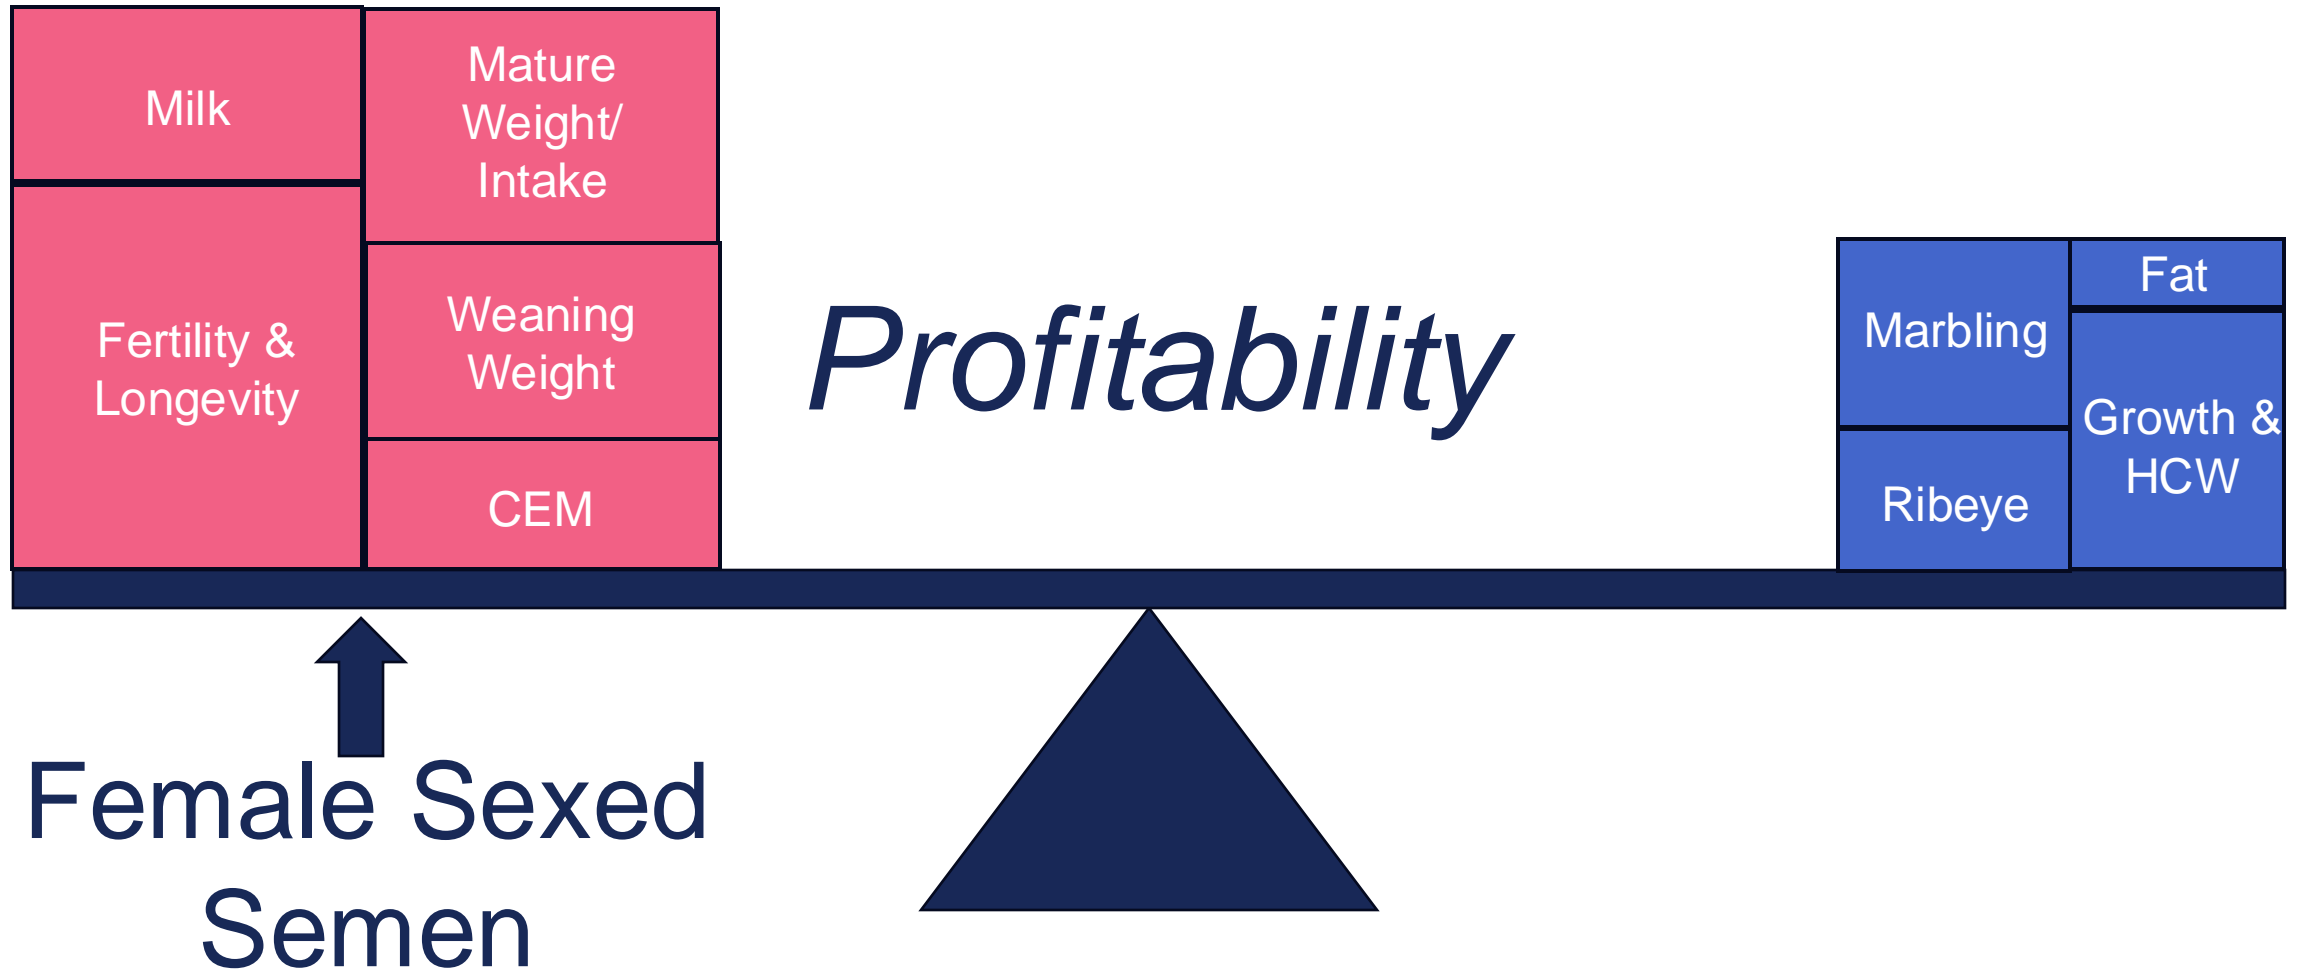 Milk
Fertility &
Longevity
Mature
Weight/
Intake
Weaning
Weight
CEM
Profitability
Marbling
Ribeye
Fat
Growth &
HCW
Female Sexed
Semen